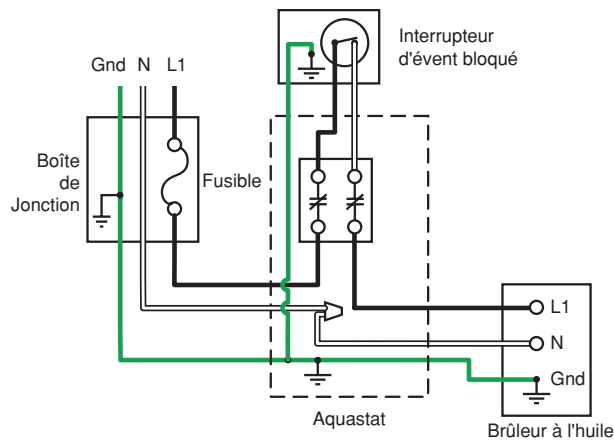 Interrupteur
d'évent bloqué
Gnd N L1
Boîte
de
Jonction
Fusible
L1
N
Gnd
Aquastat
Brûleur à l'huile